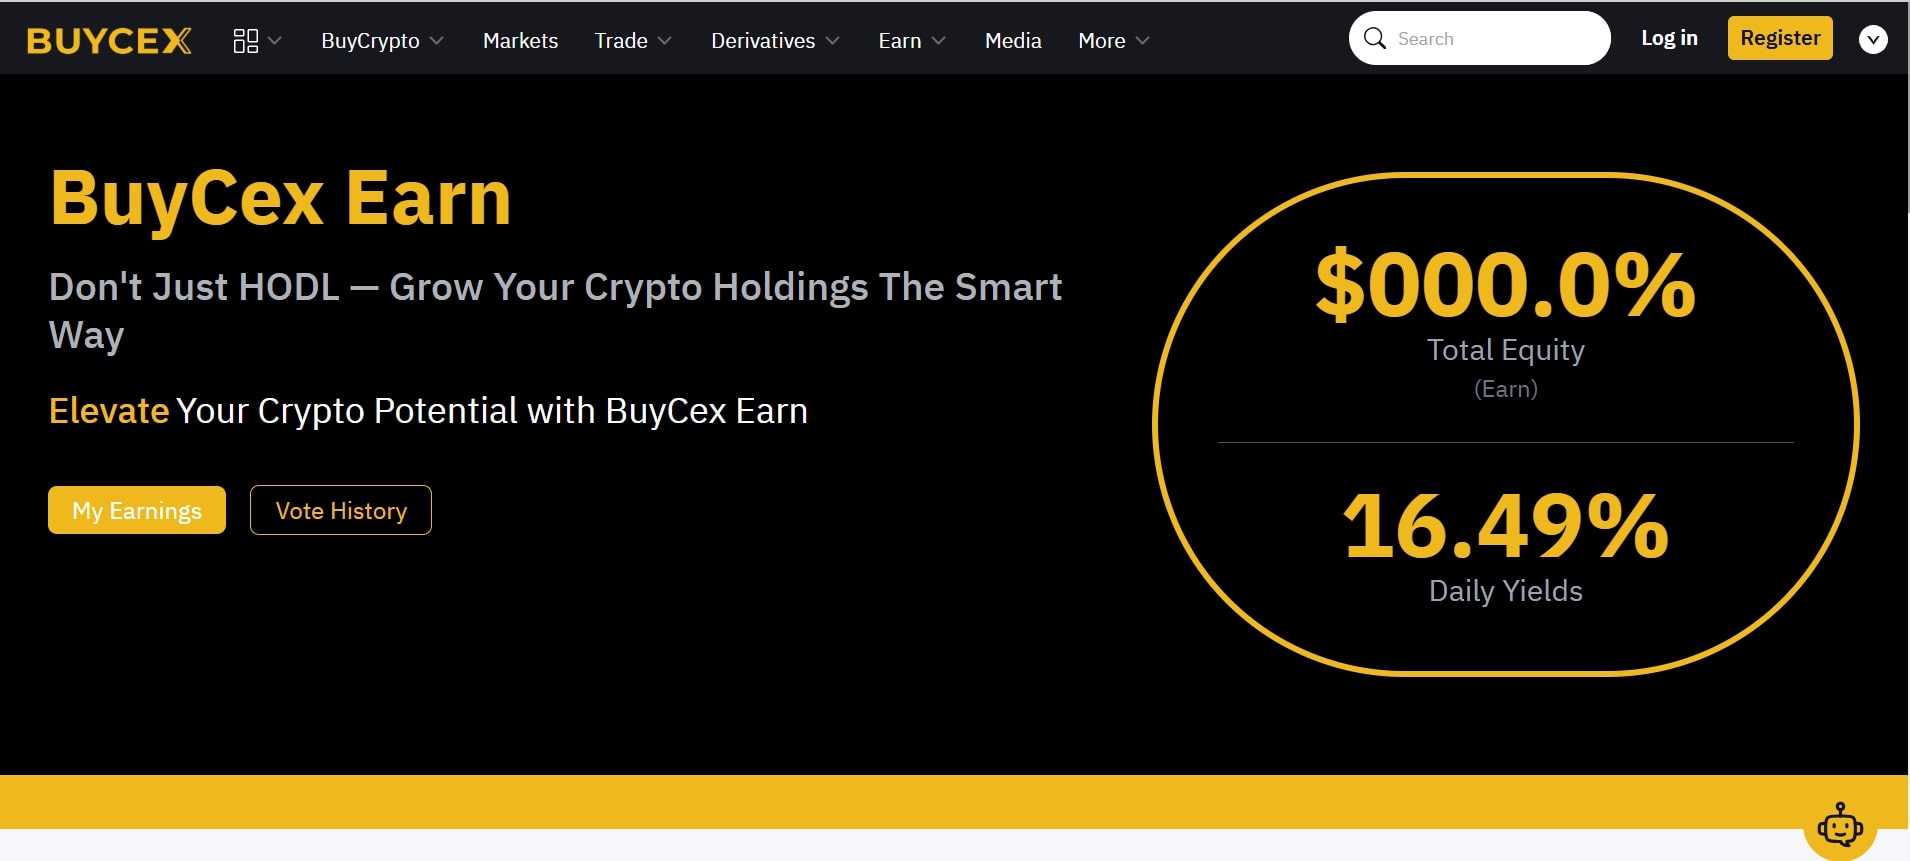 BUYCEX
BuyCrypto
Markets
Trade
Derivatives
Earn
Media
More
Search
Log in
Register
BuyCex Earn
Don't Just HODL — Grow Your Crypto Holdings The Smart
Way
Elevate Your Crypto Potential with BuyCex Earn
My Earnings
Vote History
$000.0%
Total Equity
(Earn)
16.49%
Daily Yields